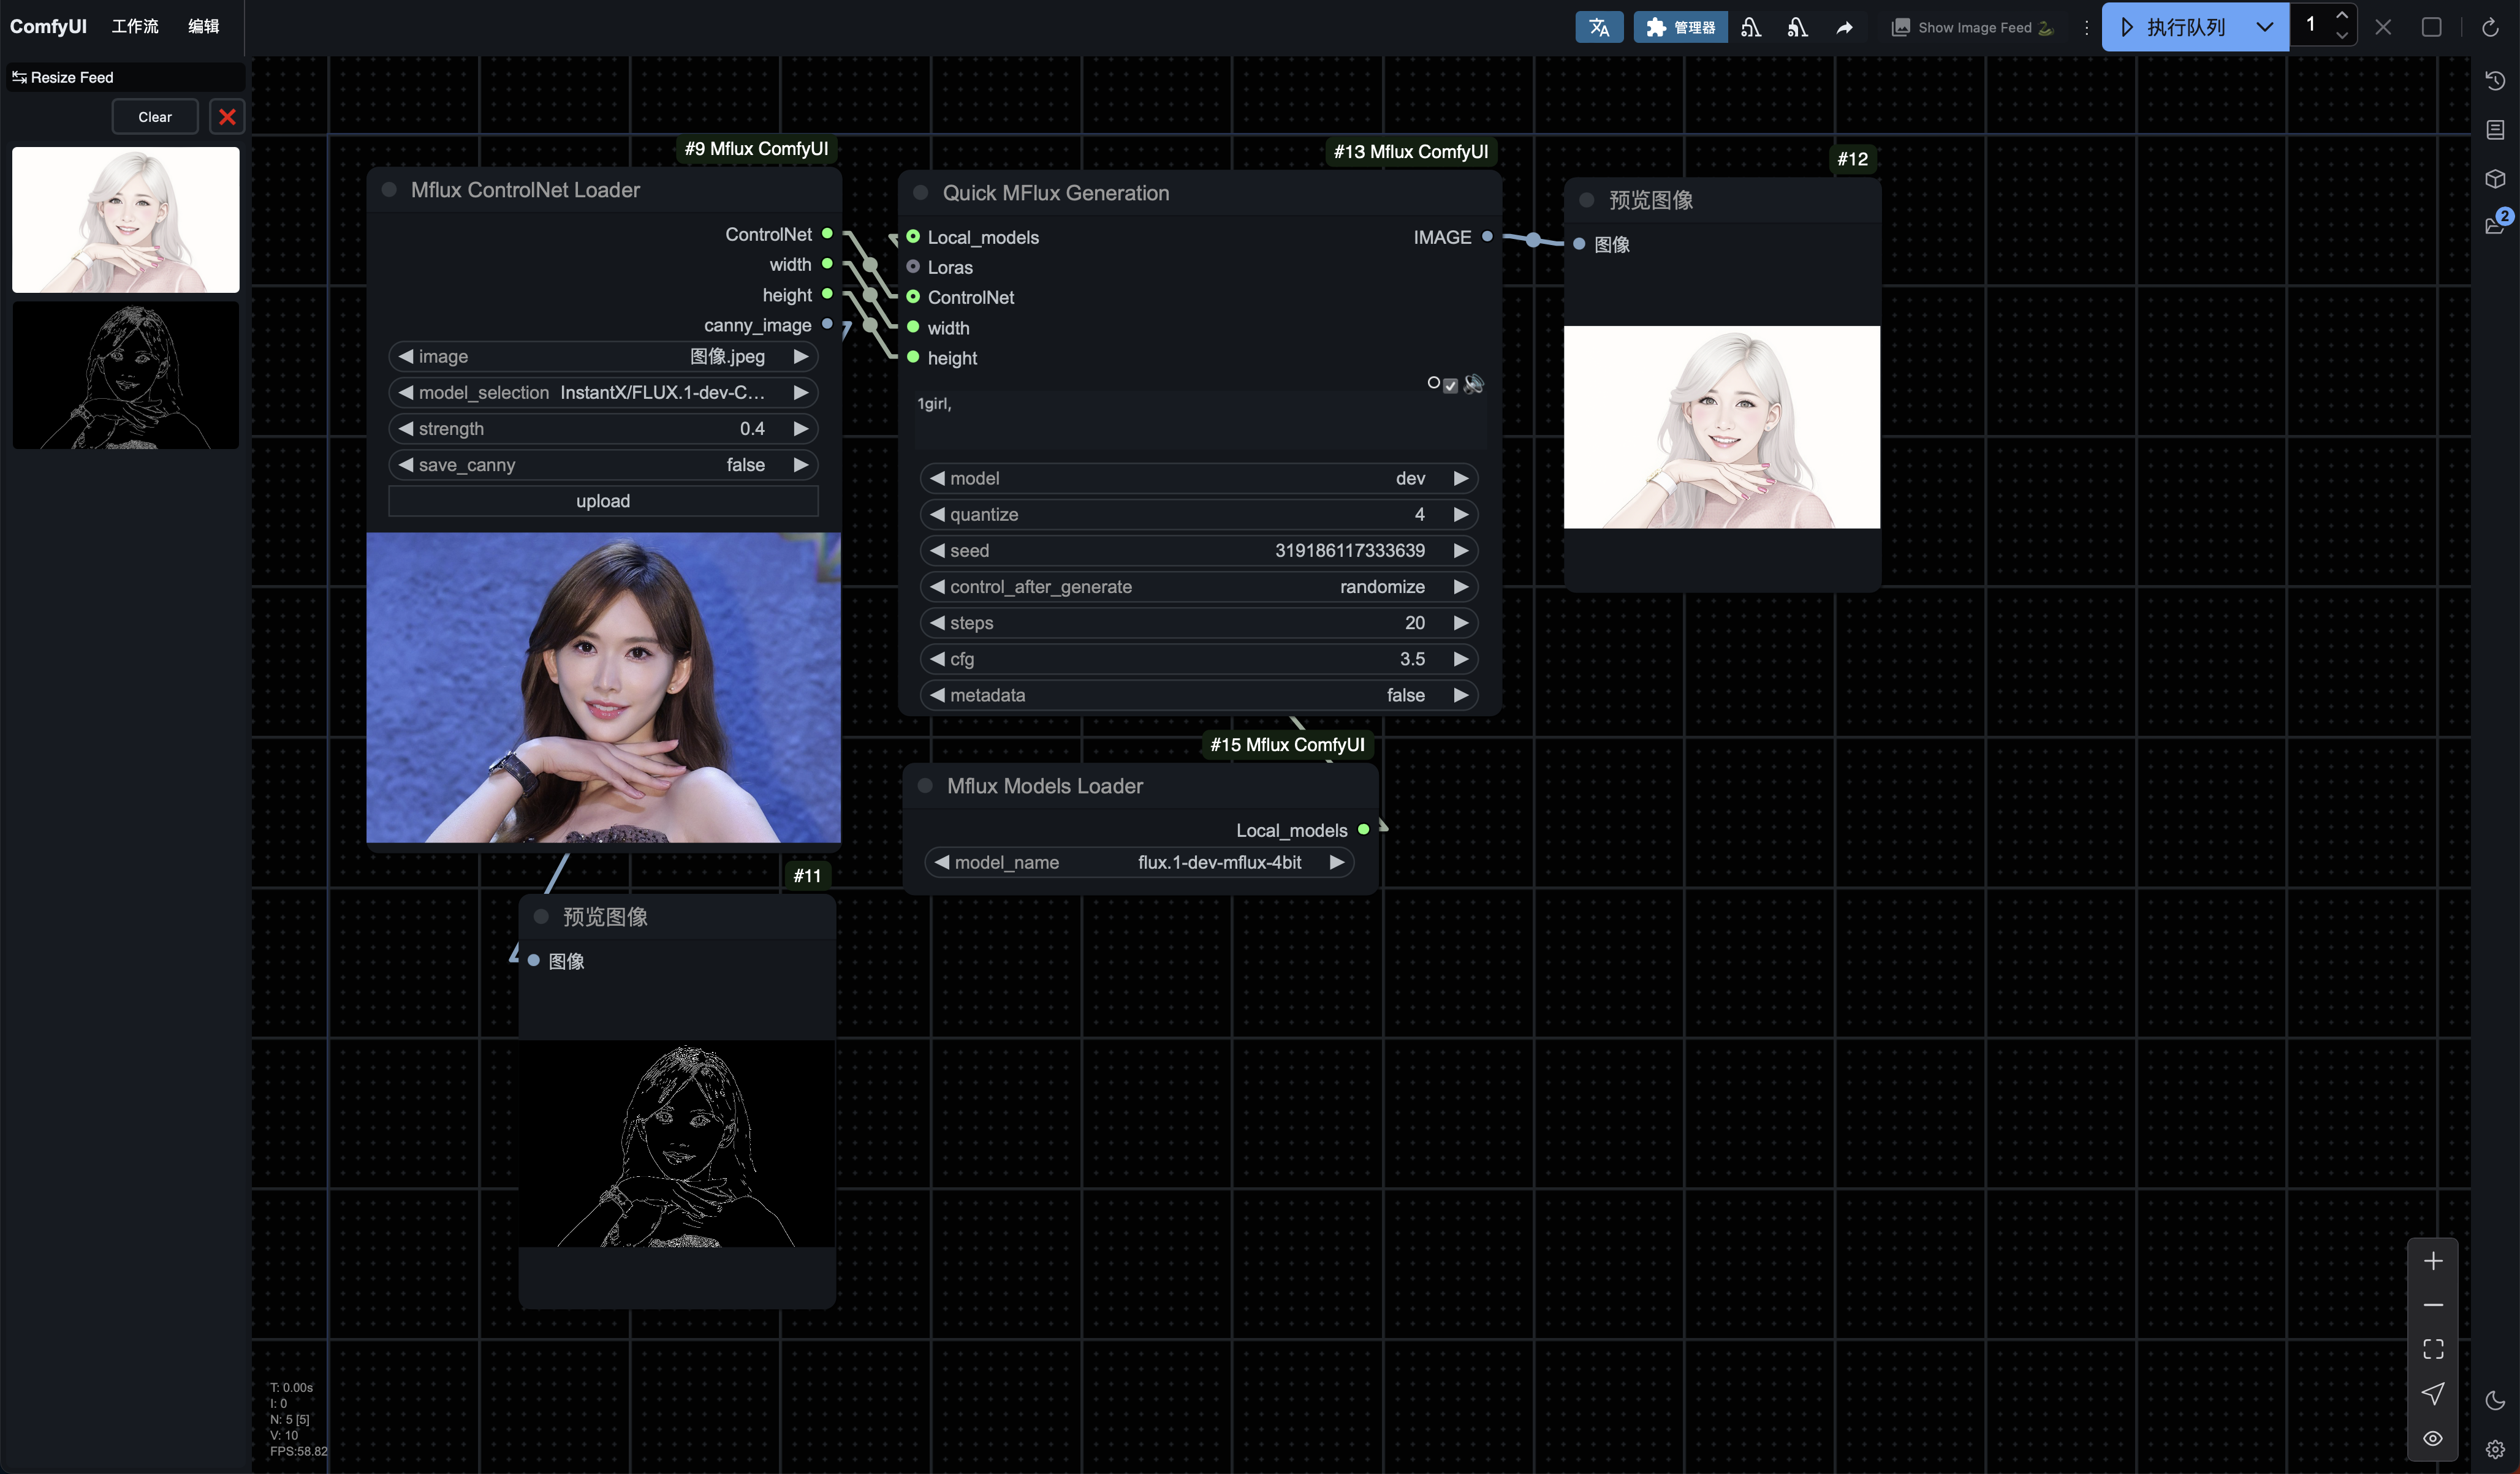 ComfyUI 工作流 编辑
管理器 Show Image Feed 执行队列 1
2
Resize Feed
Clear
#9 Mflux ComfyUI
Mflux ControlNet Loader
ControlNet
width
height
canny_image
image 图像.jpeg
model_selection InstantX/FLUX.1-dev-C...
strength 0.4
save_canny false
upload
#11
预览图像
图像
#13 Mflux ComfyUI
Quick MFlux Generation
Local_models IMAGE
Loras
ControlNet
width
height
1girl,
model dev
quantize 4
seed 319186117333639
control_after_generate randomize
steps 20
cfg 3.5
metadata false
#15 Mflux ComfyUI
Mflux Models Loader
Local_models
model_name flux.1-dev-mflux-4bit
#12
预览图像
图像
T: 0.00s
I: 0
N: 5 [5]
V: 10
FPS:58.82